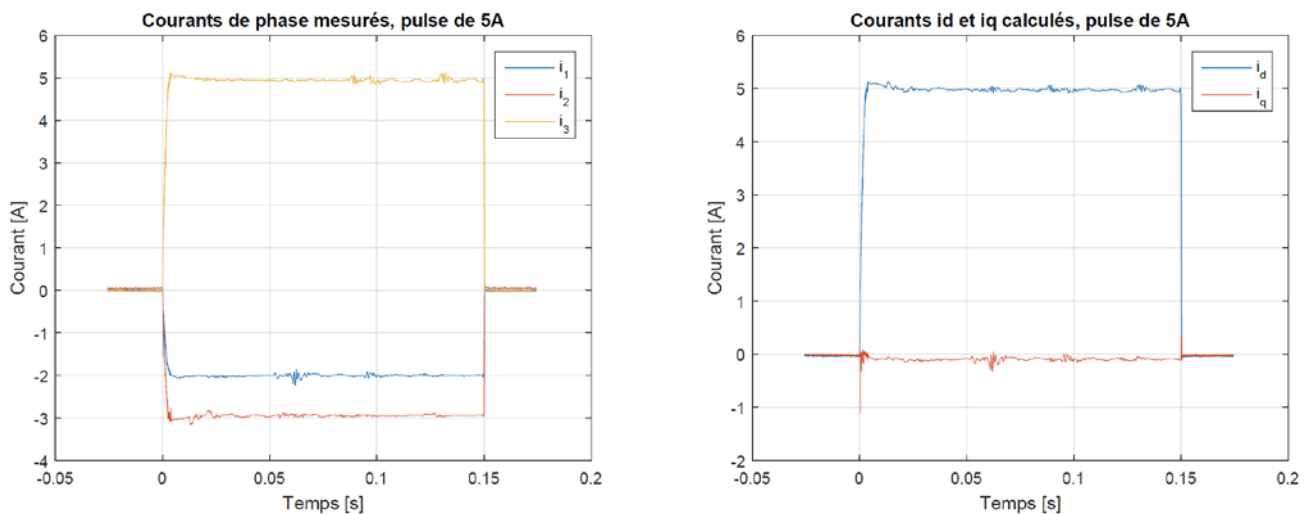 Courants de phase mesurés, pulse de 5A
6
5
4
3
2
1
0
-1
-2
-3
-4
Courant [A]
-0.05
0
0.05
0.1
0.15
0.2
Temps [s]
i1
i2
i3
Courants id et iq calculés, pulse de 5A
6
5
4
3
2
1
0
-1
-2
Courant [A]
-0.05
0
0.05
0.1
0.15
0.2
Temps [s]
id
iq